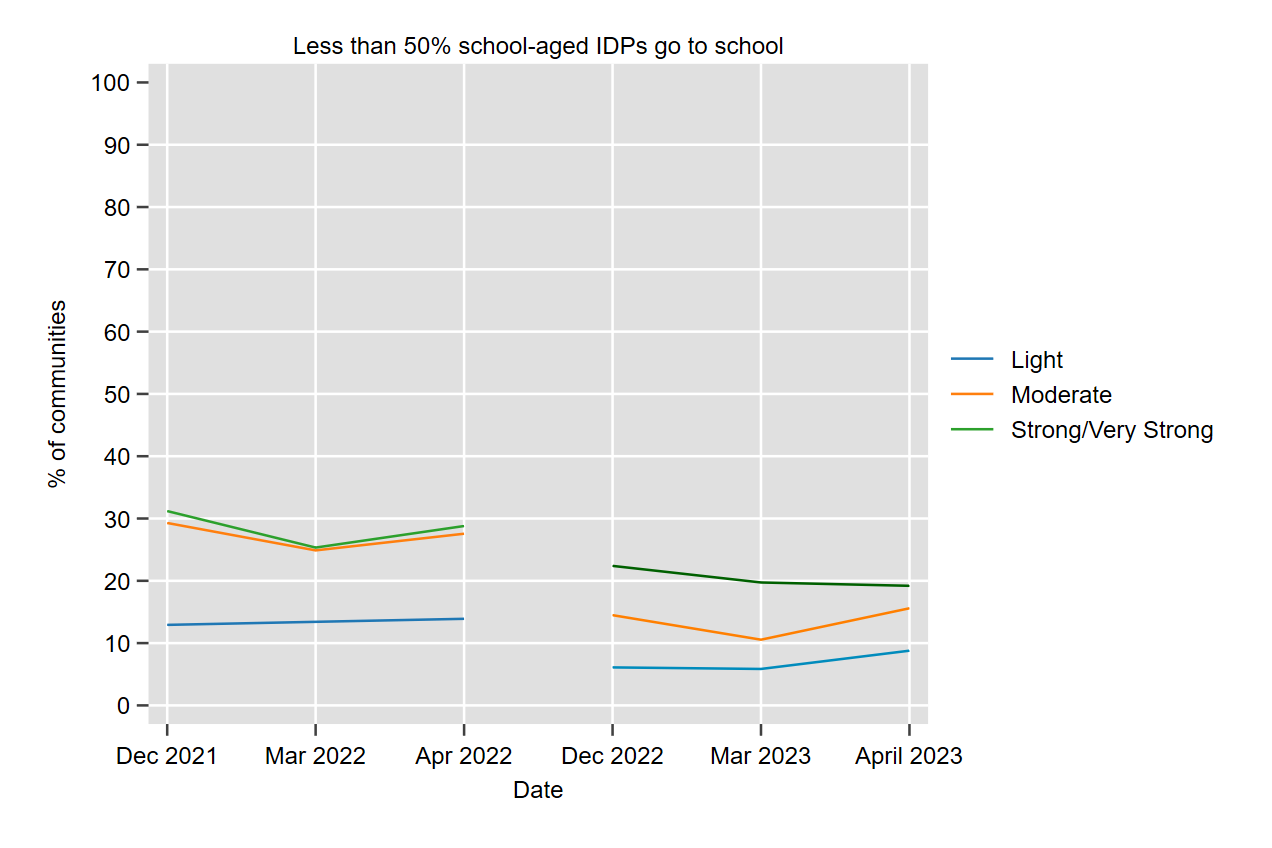 Less than 50% school-aged IDPs go to school
100
90
80
70
60
50
40
30
20
10
0
% of communities
Dec 2021
Mar 2022
Apr 2022
Dec 2022
Mar 2023
April 2023
Date
Light
Moderate
Strong/Very Strong